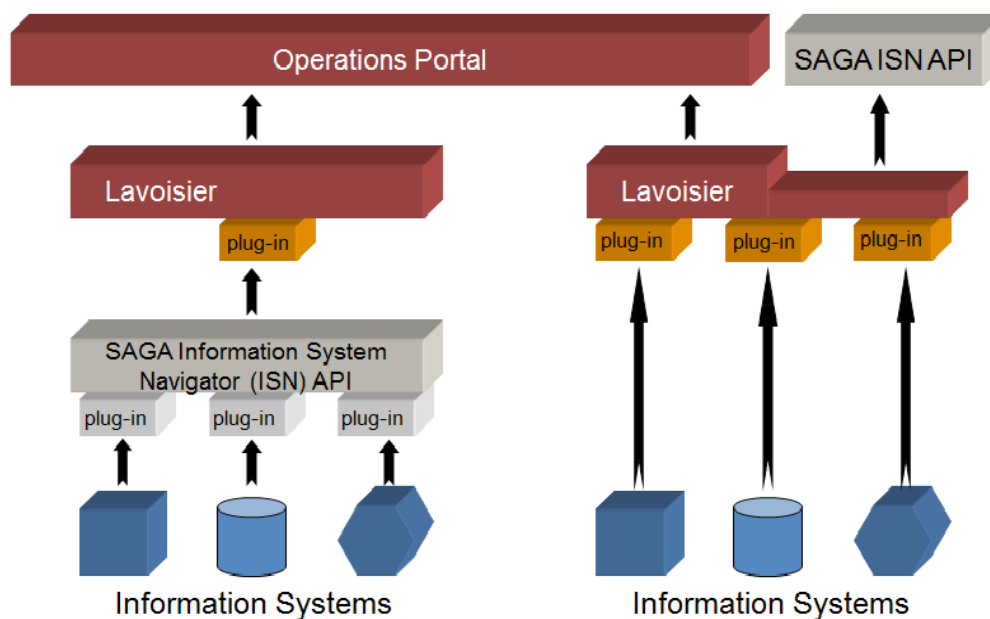 Operations Portal
SAGA ISN API
Lavoisier
plug-in
SAGA Information System
Navigator (ISN) API
plug-in
plug-in
plug-in
Information Systems
Lavoisier
plug-in
plug-in
plug-in
Information Systems